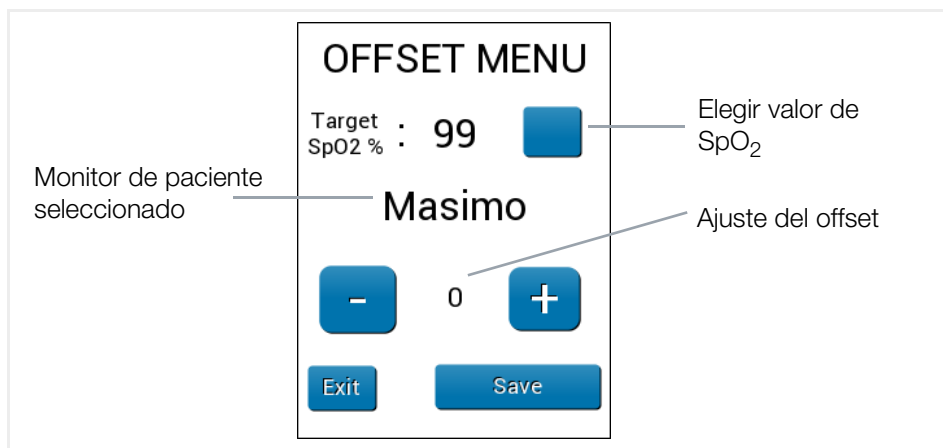 OFFSET MENU
Target
SpO2 % : 99
Elegir valor de
SpO₂
Monitor de paciente
seleccionado
Masimo
Ajuste del offset
- 0 +
Exit Save